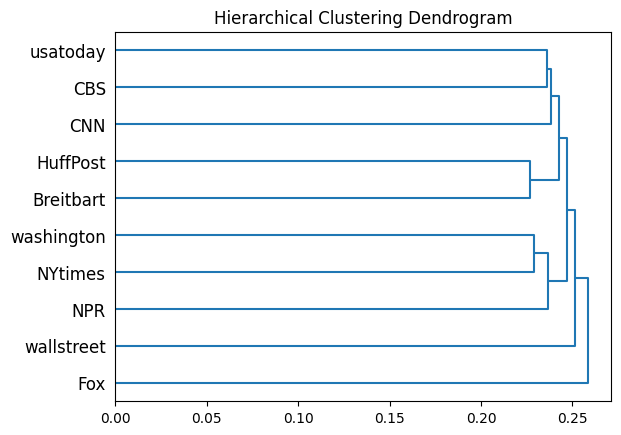 Hierarchical Clustering Dendrogram
usatoday
CBS
CNN
HuffPost
Breitbart
washington
NYtimes
NPR
wallstreet
Fox
0.00 0.05 0.10 0.15 0.20 0.25